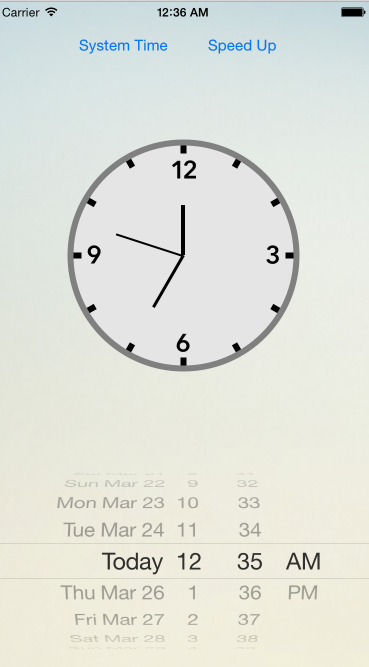 Carrier 12:36 AM
System Time Speed Up
12
9 3
6
Sun Mar 22 9 32
Mon Mar 23 10 33
Tue Mar 24 11 34
Today 12 35 AM
Thu Mar 26 1 36 PM
Fri Mar 27 2 37
Sat Mar 28 3 38